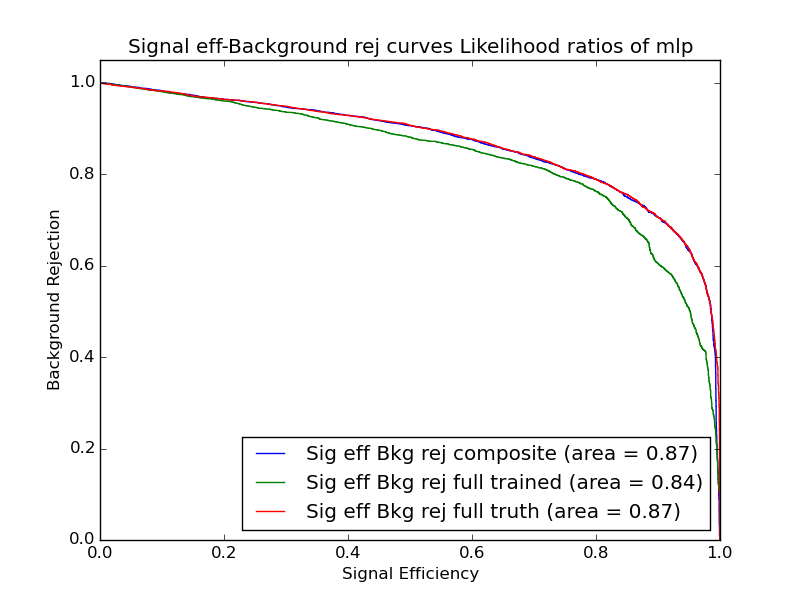 Signal eff-Background rej curves Likelihood ratios of mlp
1.0
0.8
0.6
0.4
0.2
0.0
Background Rejection
Sig eff Bkg rej composite (area = 0.87)
Sig eff Bkg rej full trained (area = 0.84)
Sig eff Bkg rej full truth (area = 0.87)
0.0 0.2 0.4 0.6 0.8 1.0
Signal Efficiency